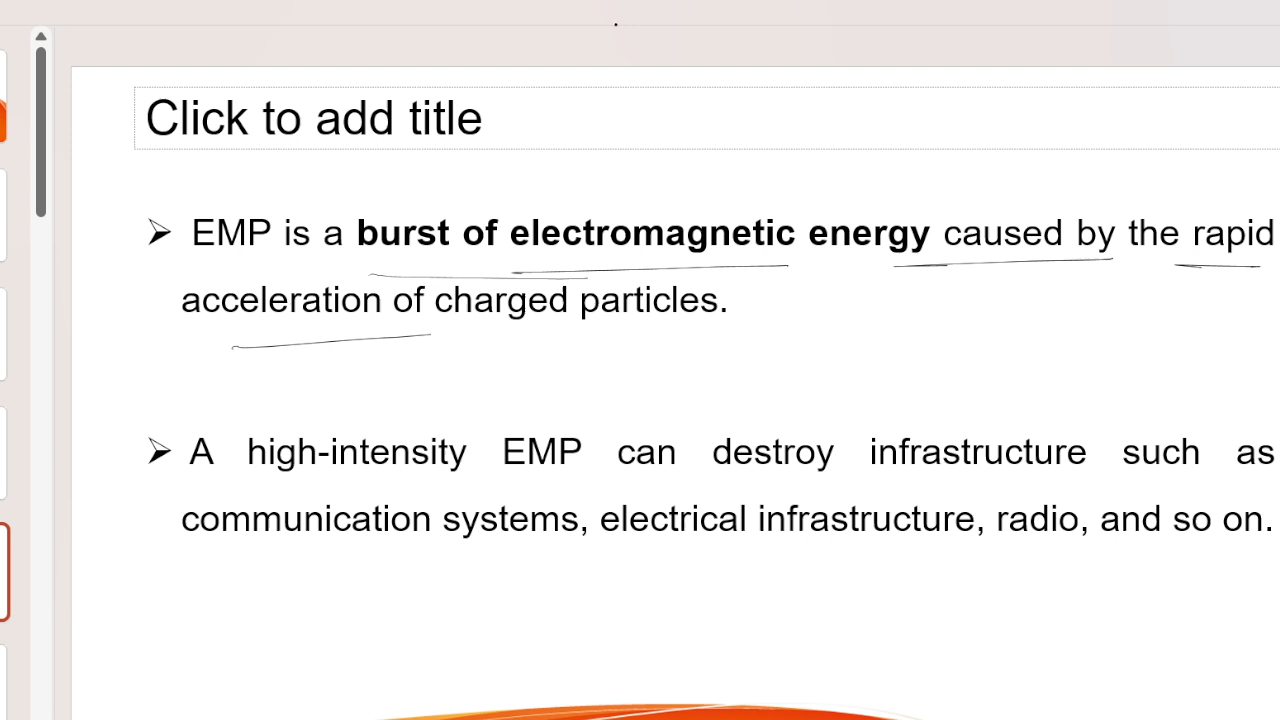 Click to add title
➢ EMP is a burst of electromagnetic energy caused by the rapid
acceleration of charged particles.
➢ A high-intensity EMP can destroy infrastructure such as
communication systems, electrical infrastructure, radio, and so on.